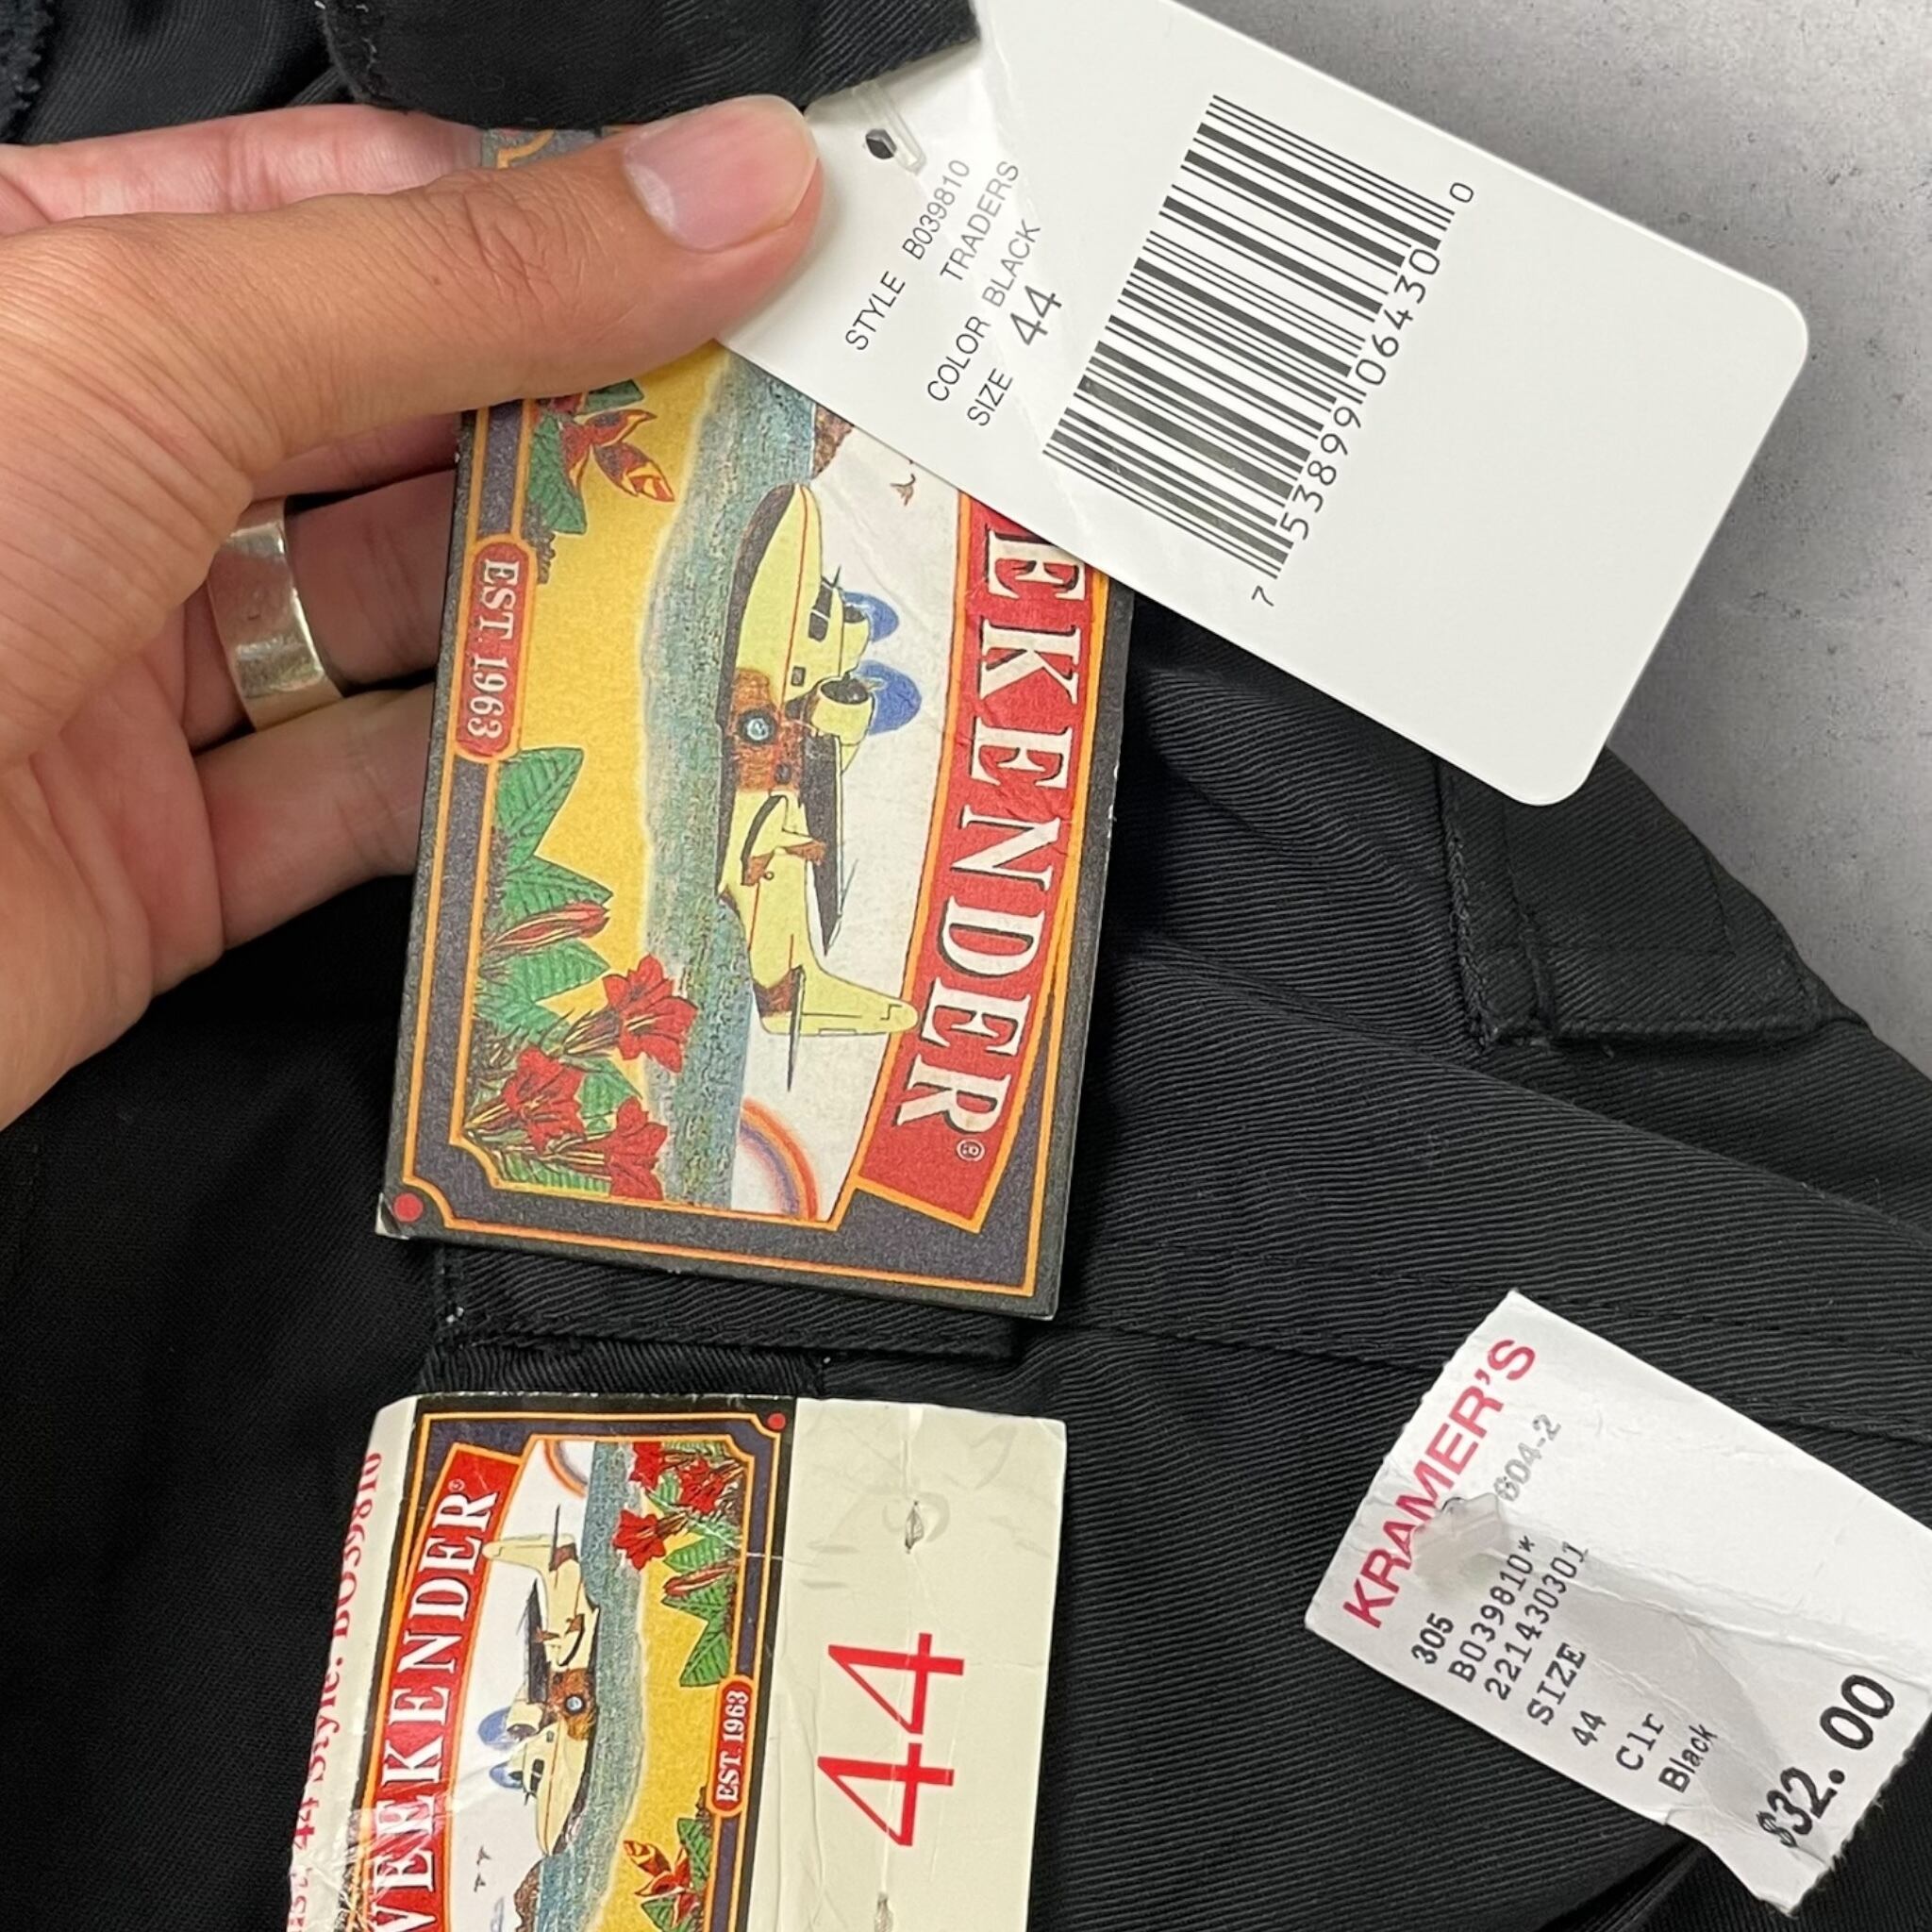 STYLE B039810
TRADERS
COLOR BLACK
SIZE 44
7 53899 06430 0
EKENDER®
EST. 1963
44 Style: BO39810
WEEKENDER®
EST. 1963
44
KRAMER'S
604-2
305
B039810*
221430301
SIZE
44
Clr
Black
$32.00